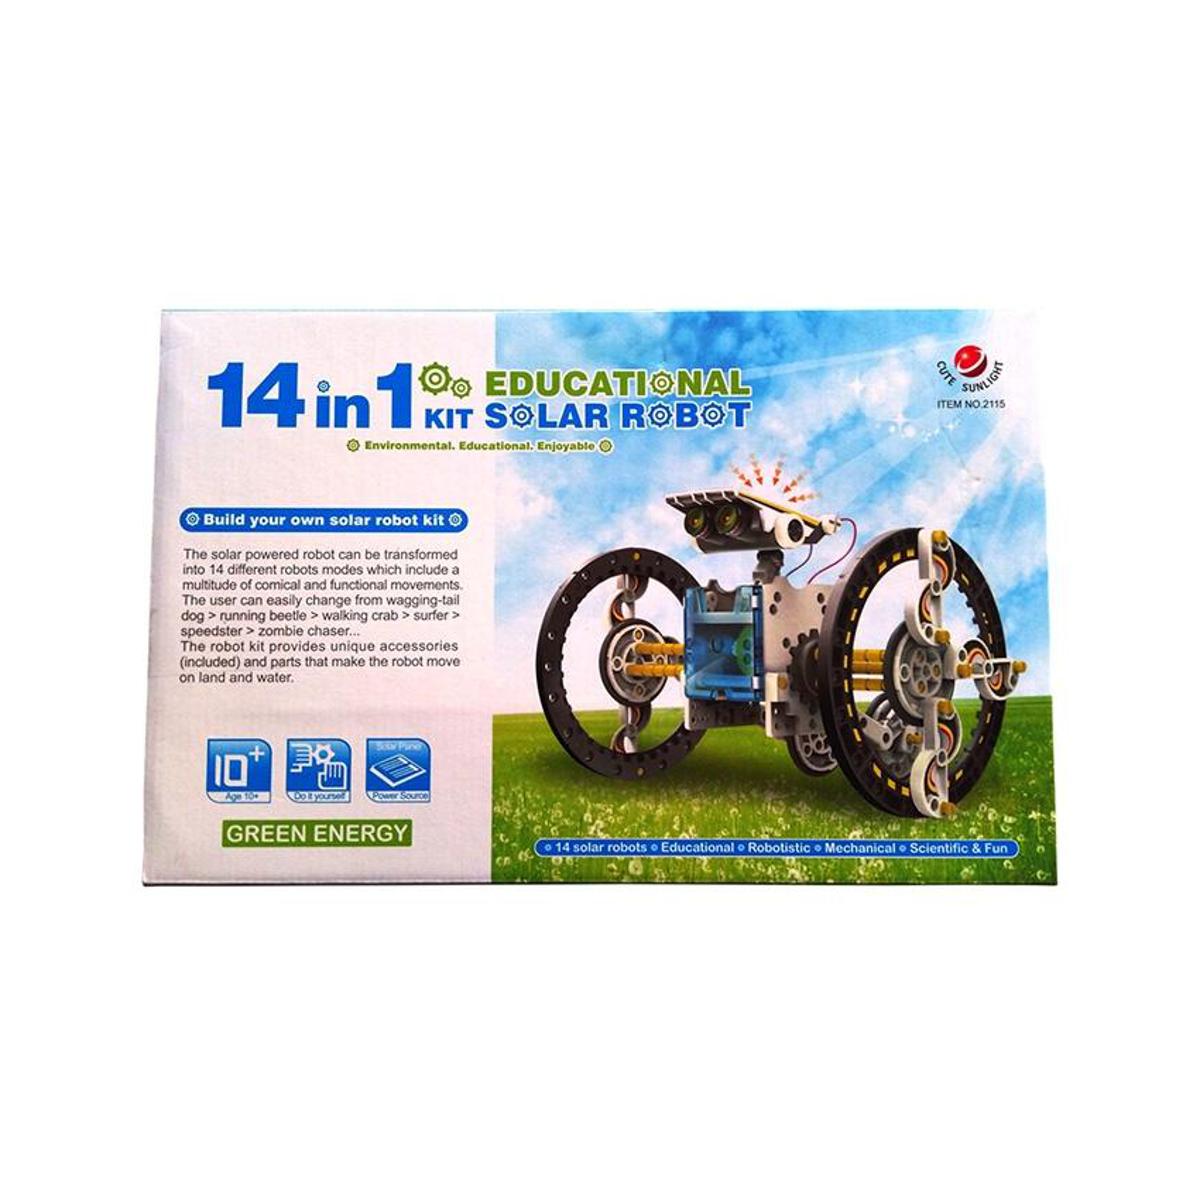 14 in 1 KIT EDUCATIONAL
SOLAR ROBOT
Environmental. Educational. Enjoyable
CUTE SUNLIGHT
ITEM NO.2115
Build your own solar robot kit
The solar powered robot can be transformed
into 14 different robots modes which include a
multitude of comical and functional movements.
The user can easily change from wagging-tail
dog > running beetle > walking crab > surfer >
speedster > zombie chaser...
The robot kit provides unique accessories
(included) and parts that make the robot move
on land and water.
10+
Age 10+
Do it yourself
Solar Panel
Power Source
GREEN ENERGY
14 solar robots Educational Robotistic Mechanical Scientific & Fun